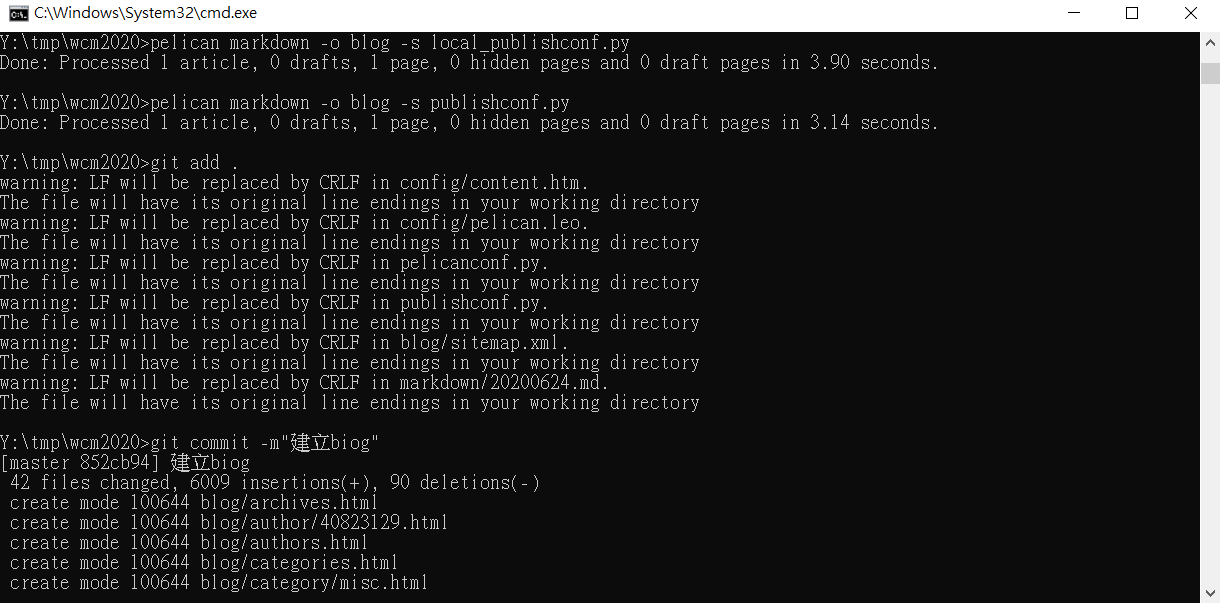 C:\Windows\System32\cmd.exe
Y:\tmp\wcm2020>pelican markdown -o blog -s local_publishconf.py
Done: Processed 1 article, 0 drafts, 1 page, 0 hidden pages and 0 draft pages in 3.90 seconds.
Y:\tmp\wcm2020>pelican markdown -o blog -s publishconf.py
Done: Processed 1 article, 0 drafts, 1 page, 0 hidden pages and 0 draft pages in 3.14 seconds.
Y:\tmp\wcm2020>git add .
warning: LF will be replaced by CRLF in config/content.htm.
The file will have its original line endings in your working directory
warning: LF will be replaced by CRLF in config/pelican.leo.
The file will have its original line endings in your working directory
warning: LF will be replaced by CRLF in pelicanconf.py.
The file will have its original line endings in your working directory
warning: LF will be replaced by CRLF in publishconf.py.
The file will have its original line endings in your working directory
warning: LF will be replaced by CRLF in blog/sitemap.xml.
The file will have its original line endings in your working directory
warning: LF will be replaced by CRLF in markdown/20200624.md.
The file will have its original line endings in your working directory
Y:\tmp\wcm2020>git commit -m"建立biog"
[master 852cb94] 建立biog
42 files changed, 6009 insertions(+), 90 deletions(-)
create mode 100644 blog/archives.html
create mode 100644 blog/author/40823129.html
create mode 100644 blog/authors.html
create mode 100644 blog/categories.html
create mode 100644 blog/category/misc.html